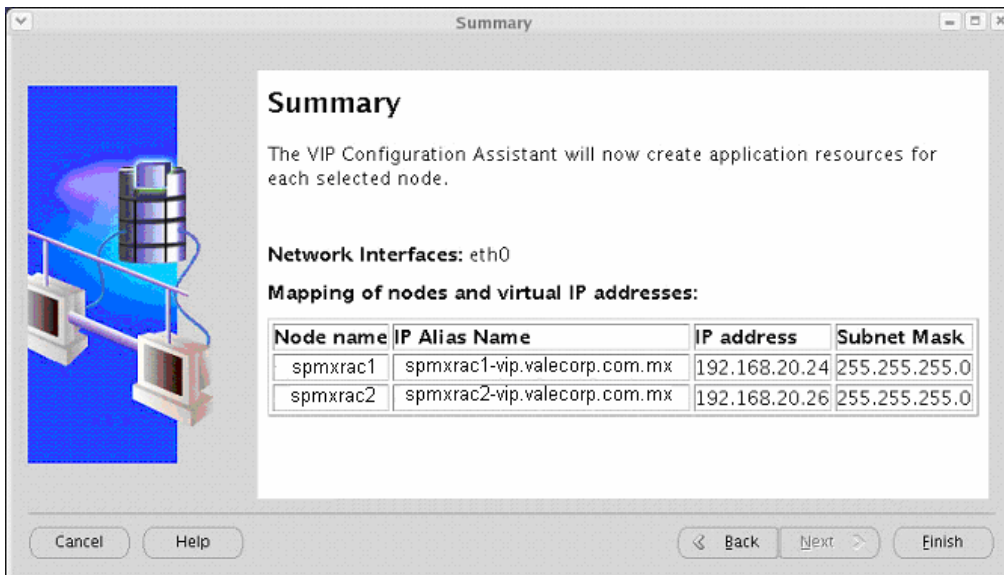 Summary
Summary
The VIP Configuration Assistant will now create application resources for
each selected node.
Network Interfaces: eth0
Mapping of nodes and virtual IP addresses:
Node name IP Alias Name IP address Subnet Mask
spmxrac1 spmxrac1-vip.valecorp.com.mx 192.168.20.24 255.255.255.0
spmxrac2 spmxrac2-vip.valecorp.com.mx 192.168.20.26 255.255.255.0
Cancel Help Back Next Finish